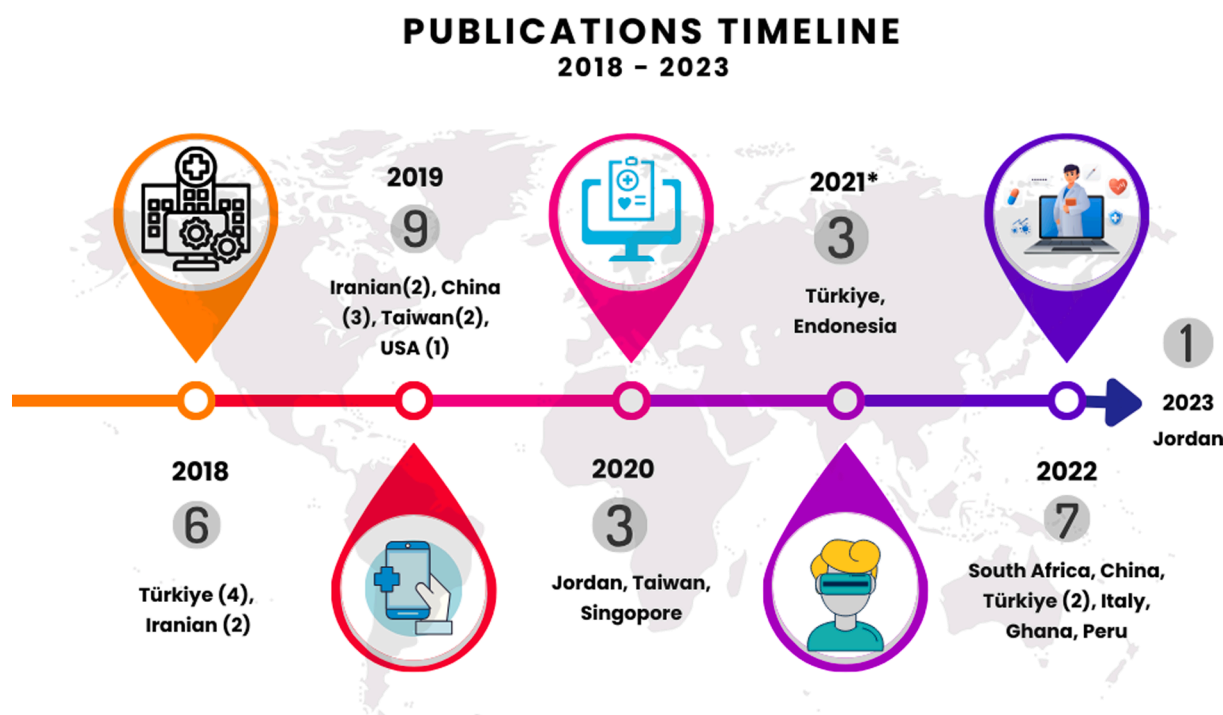 PUBLICATIONS TIMELINE
2018 - 2023
2019
9
Iranian(2), China
(3), Taiwan(2),
USA (1)
2021*
3
Türkiye,
Endonesia
1
2023
Jordan
2018
6
Türkiye (4),
Iranian (2)
2020
3
Jordan, Taiwan,
Singopore
2022
7
South Africa, China,
Türkiye (2), Italy,
Ghana, Peru